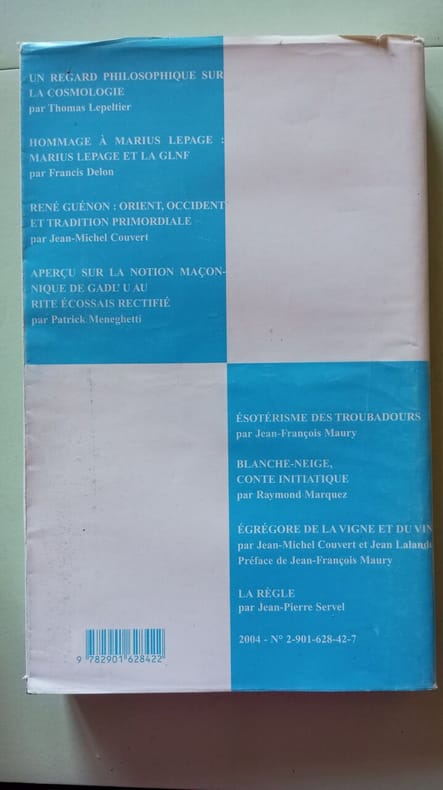 UN REGARD PHILOSOPHIQUE SUR
LA COSMOLOGIE
par Thomas Lepeltier
HOMMAGE À MARIUS LEPAGE :
MARIUS LEPAGE ET LA GLNF
par Francis Delon
RENÉ GUÉNON : ORIENT, OCCIDENT
ET TRADITION PRIMORDIALE
par Jean-Michel Couvert
APERÇU SUR LA NOTION MAÇON-
NIQUE DE GADL' U AU
RITE ÉCOSSAIS RECTIFIÉ
par Patrick Meneghetti
ÉSOTÉRISME DES TROUBADOURS
par Jean-François Maury
BLANCHE-NEIGE,
CONTE INITIATIQUE
par Raymond Marquez
ÉGRÉGORE DE LA VIGNE ET DU VIN
par Jean-Michel Couvert et Jean Lalande
Préface de Jean-François Maury
LA RÈGLE
par Jean-Pierre Servel
2004 - N° 2-901-628-42-7
9 782901 628422